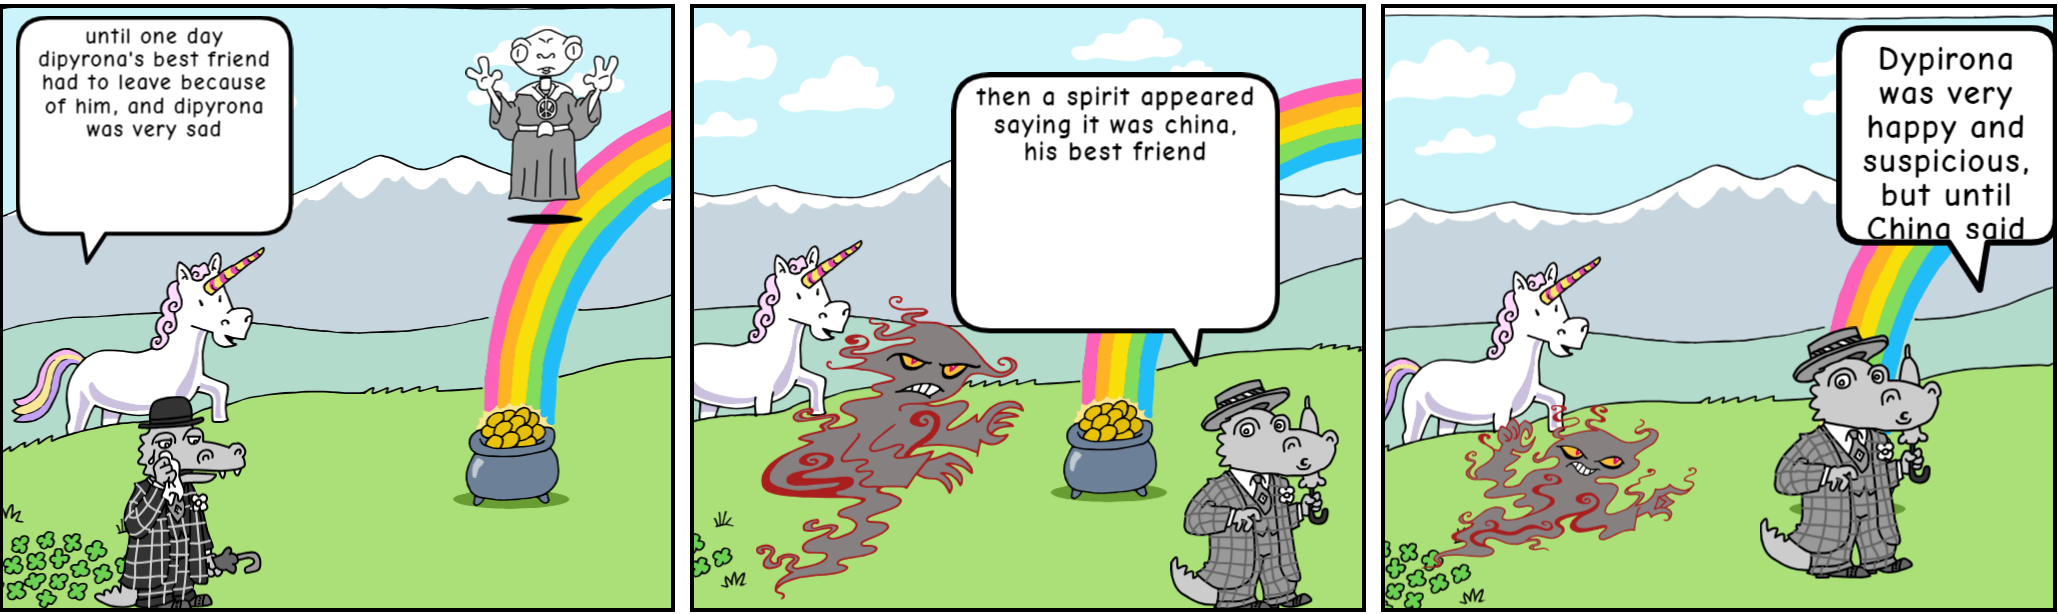 until one day
dipyrona's best friend
had to leave because
of him, and dipyrona
was very sad
then a spirit appeared
saying it was china,
his best friend
Dypirona
was very
happy and
suspicious,
but until
China said